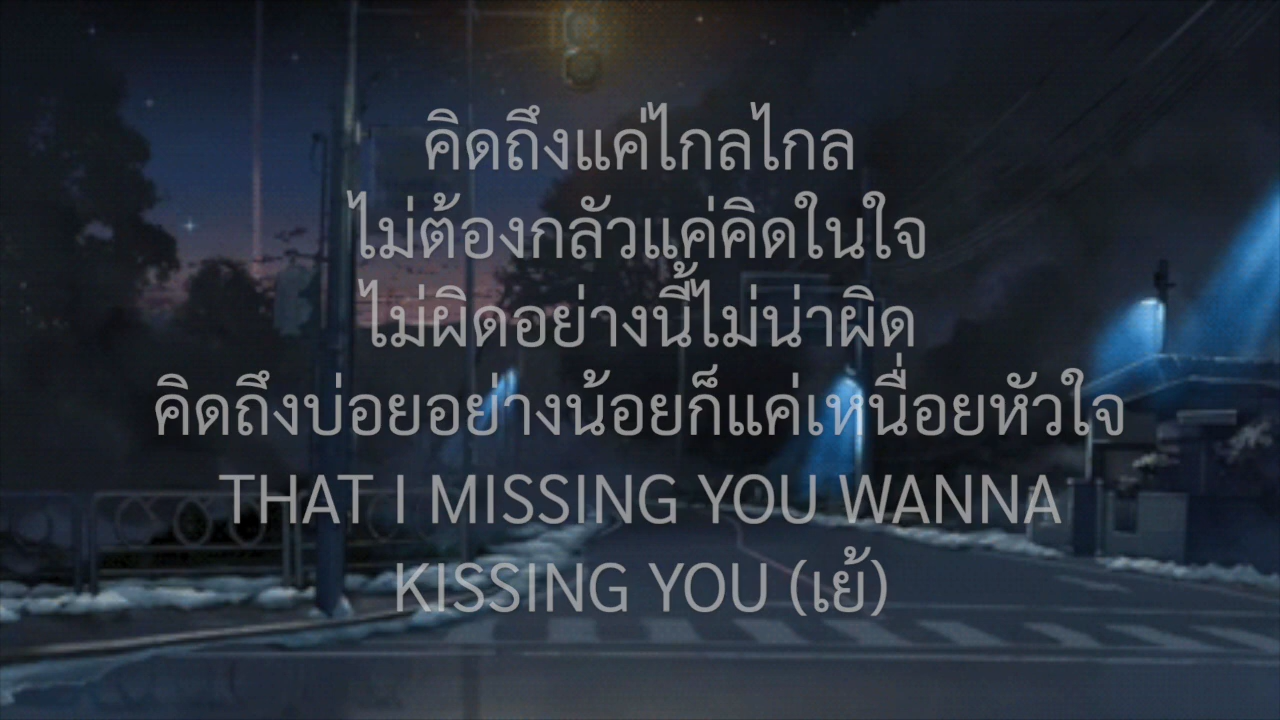 คิดถึงแค่ไกลไกล
ไม่ต้องกลัวแค่คิดในใจ
ไม่ผิดอย่างนี้ไม่น่าผิด
คิดถึงบ่อยอย่างน้อยก็แค่เหนื่อยหัวใจ
THAT I MISSING YOU WANNA
KISSING YOU (เย้)